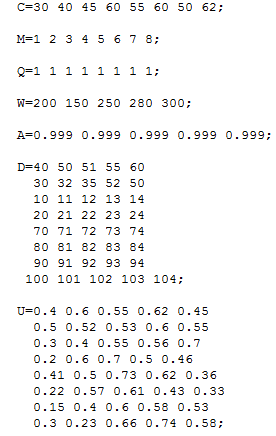 C=30 40 45 60 55 60 50 62;
M=1 2 3 4 5 6 7 8;
Q=1 1 1 1 1 1 1 1;
W=200 150 250 280 300;
A=0.999 0.999 0.999 0.999 0.999;
D=40 50 51 55 60
30 32 35 52 50
10 11 12 13 14
20 21 22 23 24
70 71 72 73 74
80 81 82 83 84
90 91 92 93 94
100 101 102 103 104;
U=0.4 0.6 0.55 0.62 0.45
0.5 0.52 0.53 0.6 0.55
0.3 0.4 0.55 0.56 0.7
0.2 0.6 0.7 0.5 0.46
0.41 0.5 0.73 0.62 0.36
0.22 0.57 0.61 0.43 0.33
0.15 0.4 0.6 0.58 0.53
0.3 0.23 0.66 0.74 0.58;